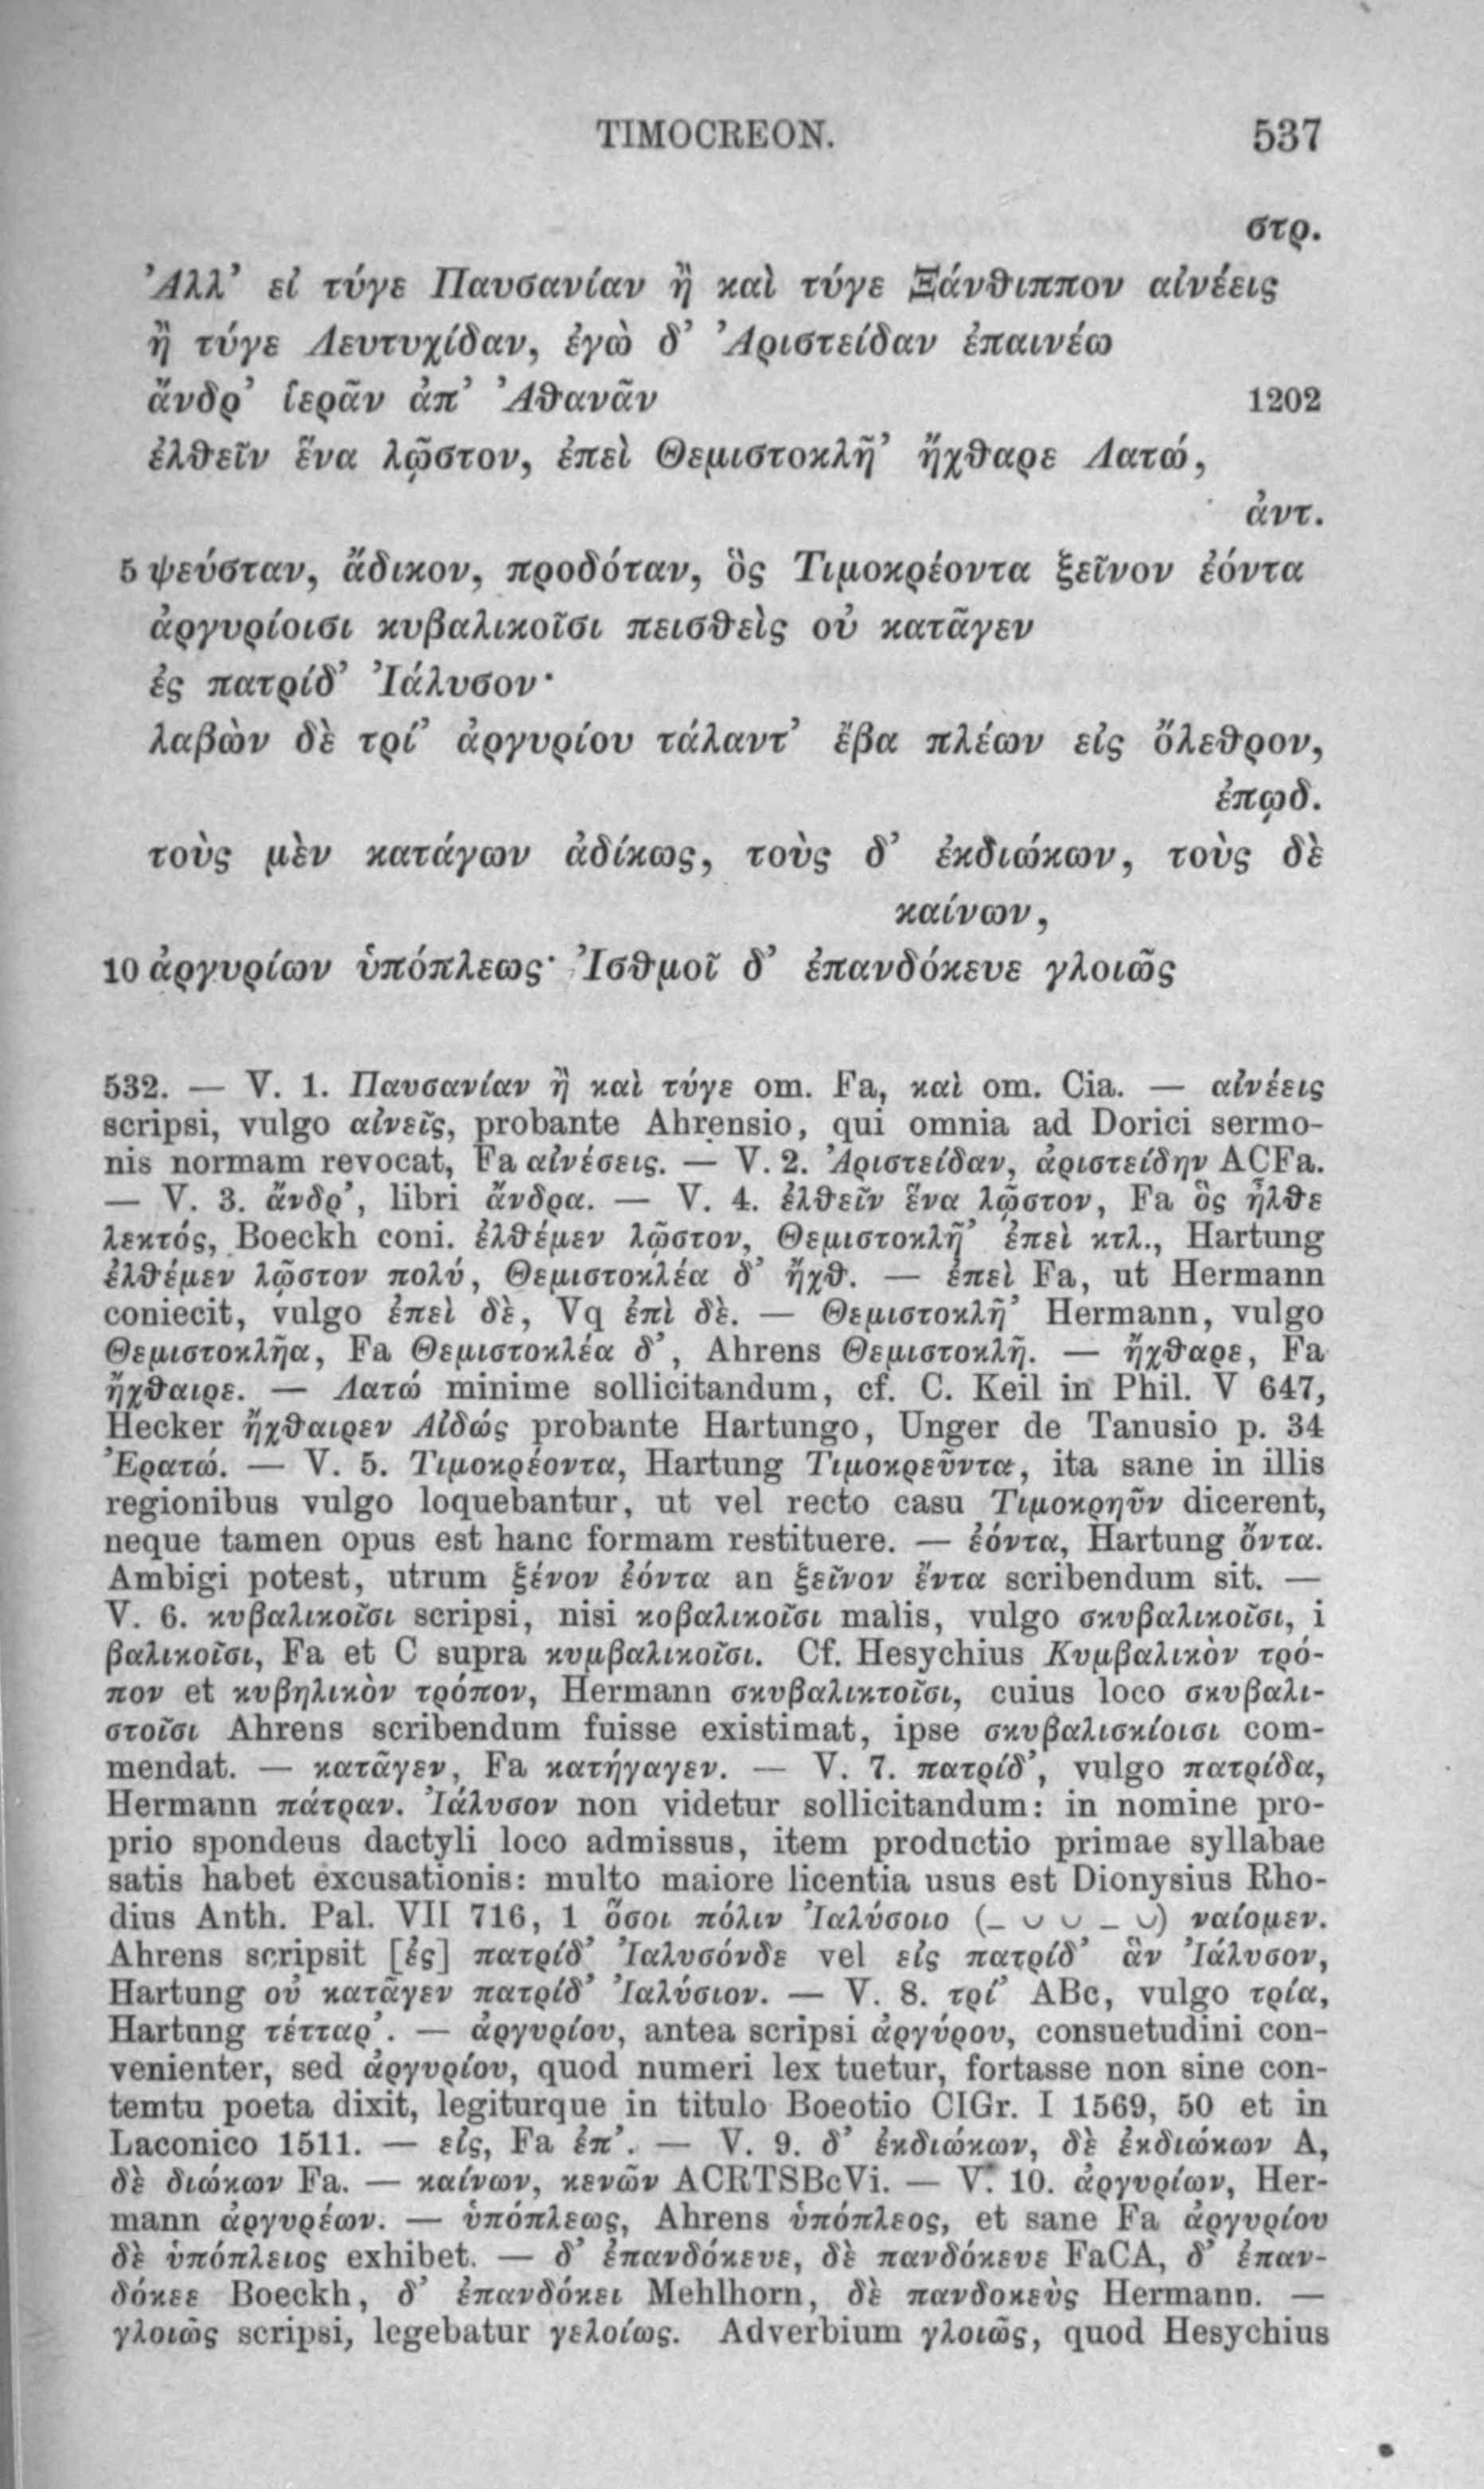 TIMOCREON. 537
στρ.
Ἀλλ’ εἰ τύγε Παυσανίαν ἢ καὶ τύγε Ξάνθιππον αἰνέεις
ἢ τύγε Λευτυχίδαν, ἐγὼ δ’ Ἀριστείδαν ἐπαινέω
ἄνδρ’ ἱερᾶν ἀπ’ Ἀθανᾶν 1202
ἐλθεῖν ἕνα λῷστον, ἐπεὶ Θεμιστοκλῆ’ ἤχθαρε Λατώ,
ἀντ.
5 ψεύσταν, ἄδικον, προδόταν, ὃς Τιμοκρέοντα ξεῖνον ἐόντα
ἀργυρίοισι κυβαλικοῖσι πεισθεὶς οὐ κατᾶγεν
ἐς πατρίδ’ Ἰάλυσον·
λαβὼν δὲ τρί’ ἀργυρίου τάλαντ’ ἔβα πλέων εἰς ὄλεθρον,
ἐπῳδ.
τοὺς μὲν κατάγων ἀδίκως, τοὺς δ’ ἐκδιώκων, τοὺς δὲ
καίνων,
10 ἀργυρίων ὑπόπλεως· Ἰσθμοῖ δ’ ἐπανδόκευε γλοιῶς
532. — V. 1. Παυσανίαν ἢ καὶ τύγε om. Fa, καὶ om. Cia. — αἰνέεις
scripsi, vulgo αἰνεῖς, probante Ahrensio, qui omnia ad Dorici sermo-
nis normam revocat, Fa αἰνέσεις. — V. 2. Ἀριστείδαν, ἀριστείδην ACFa.
— V. 3. ἄνδρ’, libri ἄνδρα. — V. 4. ἐλθεῖν ἕνα λῷστον, Fa ὃς ἦλθε
λεκτός, Boeckh coni. ἐλθέμεν λῷστον, Θεμιστοκλῆ’ ἐπεὶ κτλ., Hartung
ἐλθέμεν λῷστον πολύ, Θεμιστοκλέα δ’ ἤχθ. — ἐπεὶ Fa, ut Hermann
coniecit, vulgo ἐπεὶ δὲ, Vq ἐπὶ δὲ. — Θεμιστοκλῆ’ Hermann, vulgo
Θεμιστοκλῆα, Fa Θεμιστοκλέα δ’, Ahrens Θεμιστοκλῆ. — ἤχθαρε, Fa
ἤχθαιρε. — Λατώ minime sollicitandum, cf. C. Keil in Phil. V 647,
Hecker ἤχθαιρεν Αἰδώς probante Hartungo, Unger de Tanusio p. 34
Ἐρατώ. — V. 5. Τιμοκρέοντα, Hartung Τιμοκρεῦντα, ita sane in illis
regionibus vulgo loquebantur, ut vel recto casu Τιμοκρηῦν dicerent,
neque tamen opus est hanc formam restituere. — ἐόντα, Hartung ὄντα.
Ambigi potest, utrum ξένον ἐόντα an ξεῖνον ἔντα scribendum sit. —
V. 6. κυβαλικοῖσι scripsi, nisi κοβαλικοῖσι malis, vulgo σκυβαλικοῖσι, i
βαλικοῖσι, Fa et C supra κυμβαλικοῖσι. Cf. Hesychius Κυμβαλικὸν τρό-
πον et κυβηλικὸν τρόπον, Hermann σκυβαλικτοῖσι, cuius loco σκυβαλι-
στοῖσι Ahrens scribendum fuisse existimat, ipse σκυβαλισκίοισι com-
mendat. — κατᾶγεν, Fa κατήγαγεν. — V. 7. πατρίδ’, vulgo πατρίδα,
Hermann πάτραν. Ἰάλυσον non videtur sollicitandum: in nomine pro-
prio spondeus dactyli loco admissus, item productio primae syllabae
satis habet excusationis: multo maiore licentia usus est Dionysius Rho-
dius Anth. Pal. VII 716, 1 ὅσοι πόλιν Ἰαλύσοιο (– ∪ ∪ – ∪) ναίομεν.
Ahrens scripsit [ἐς] πατρίδ’ Ἰαλυσόνδε vel εἰς πατρίδ’ ἂν Ἰάλυσον,
Hartung οὐ κατᾶγεν πατρίδ’ Ἰαλύσιον. — V. 8. τρί’ ABc, vulgo τρία,
Hartung τέτταρ’. — ἀργυρίου, antea scripsi ἀργύρου, consuetudini con-
venienter, sed ἀργυρίου, quod numeri lex tuetur, fortasse non sine con-
temtu poeta dixit, legiturque in titulo Boeotio CIGr. I 1569, 50 et in
Laconico 1511. — εἰς, Fa ἐπ’. — V. 9. δ’ ἐκδιώκων, δὲ ἐκδιώκων A,
δὲ διώκων Fa. — καίνων, κενῶν ACRTSBcVi. — V. 10. ἀργυρίων, Her-
mann ἀργυρέων. — ὑπόπλεως, Ahrens ὑπόπλεος, et sane Fa ἀργυρίου
δὲ ὑπόπλειος exhibet. — δ’ ἐπανδόκευε, δὲ πανδόκευε FaCA, δ’ ἐπαν-
δόκεε Boeckh, δ’ ἐπανδόκει Mehlhorn, δὲ πανδοκεὺς Hermann. —
γλοιῶς scripsi, legebatur γελοίως. Adverbium γλοιῶς, quod Hesychius